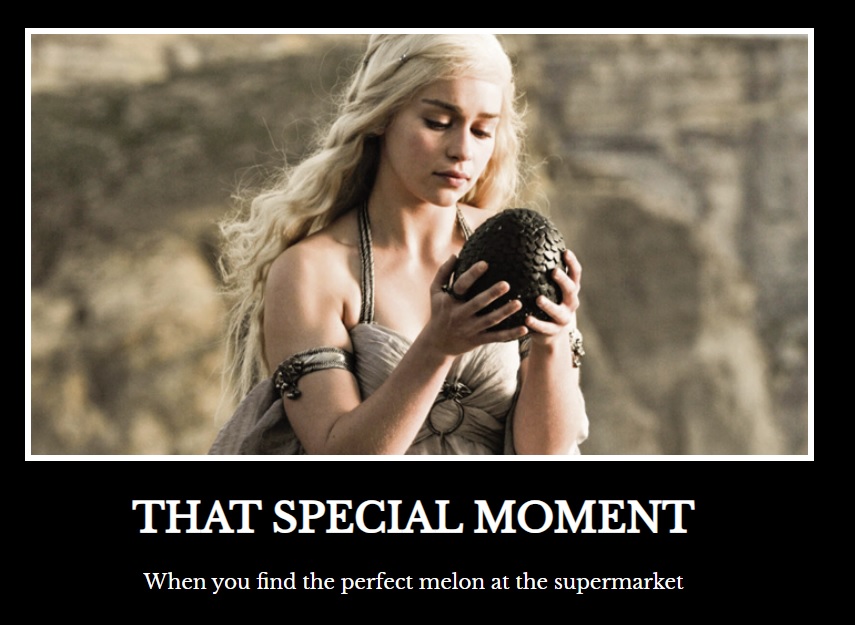 THAT SPECIAL MOMENT
When you find the perfect melon at the supermarket